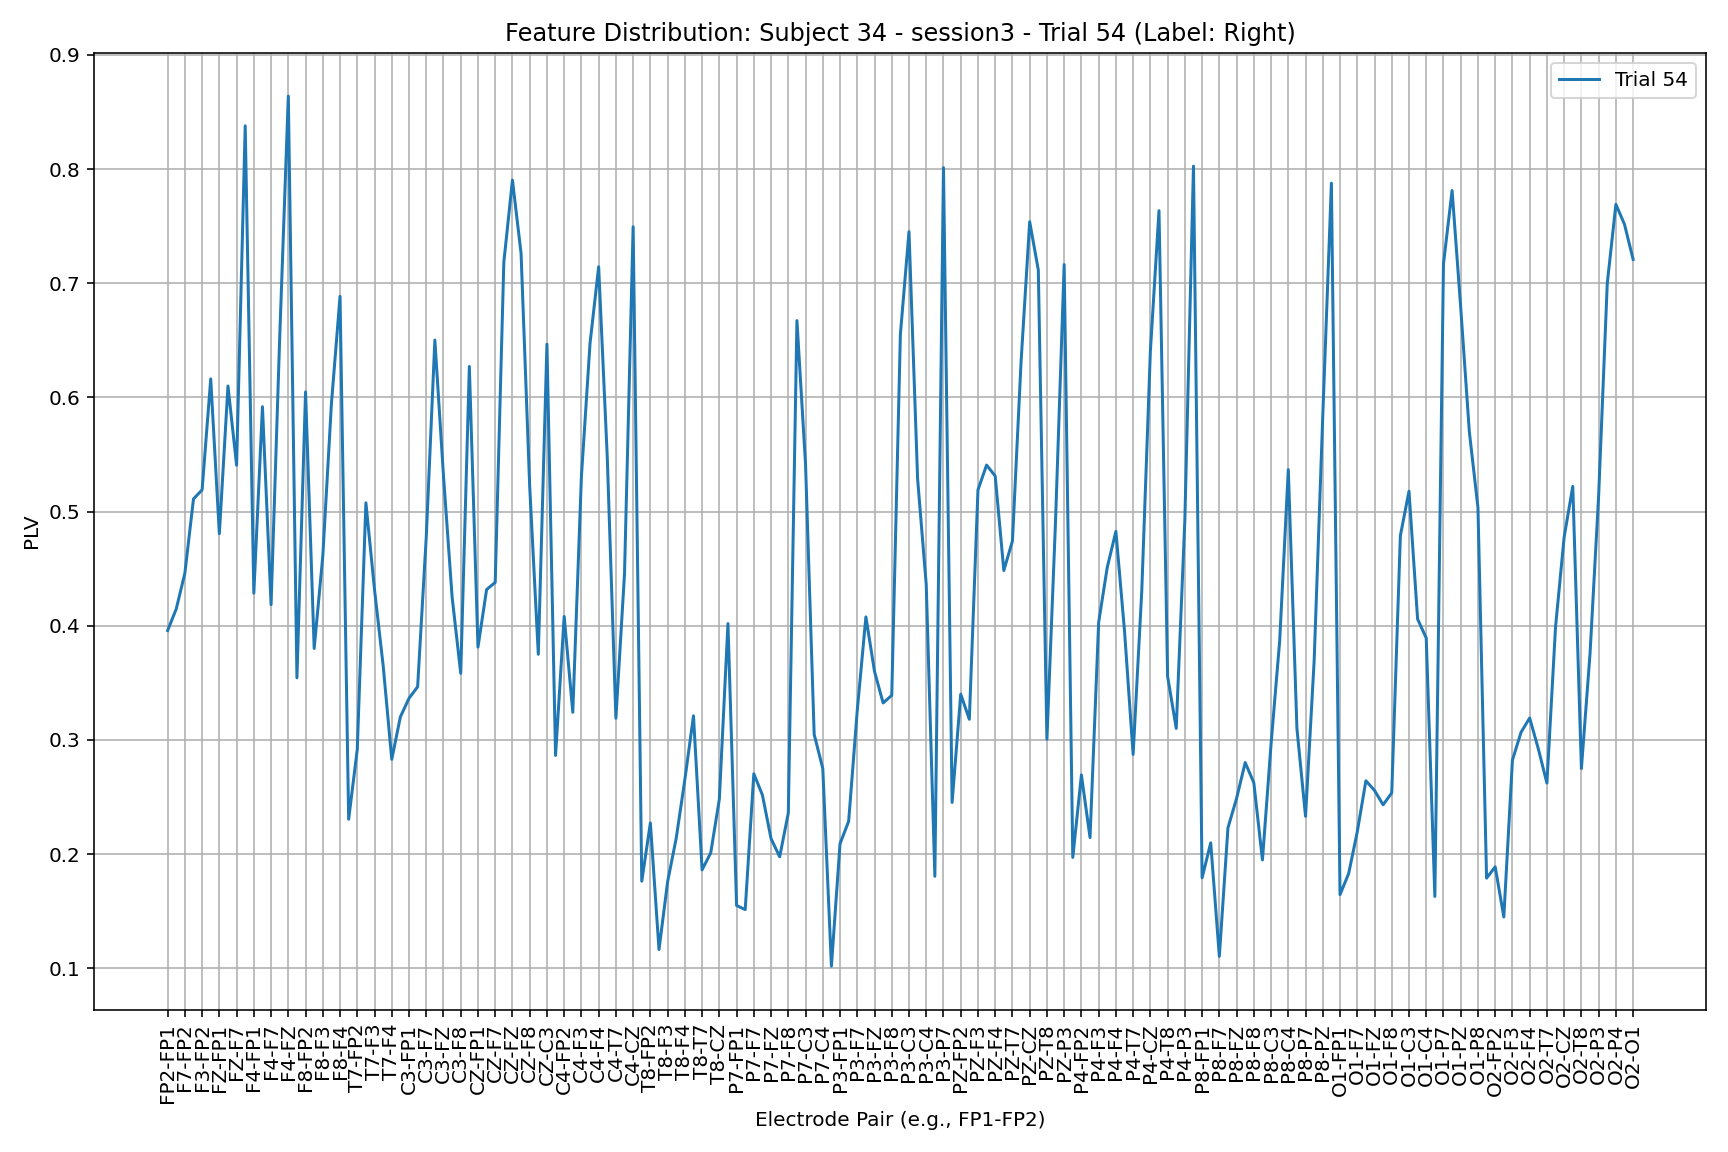 Feature Distribution: Subject 34 - session3 - Trial 54 (Label: Right)
Trial 54
0.9
0.8
0.7
0.6
0.5
0.4
0.3
0.2
0.1
PLV
FP2-FP1
F7-FP2
F3-FP2
FZ-FP1
FZ-F7
F4-FP1
F4-F7
F4-FZ
F8-FP2
F8-F3
F8-F4
T7-FP2
T7-F3
T7-F4
C3-FP1
C3-F7
C3-FZ
C3-F8
CZ-FP1
CZ-F7
CZ-FZ
CZ-F8
CZ-C3
C4-FP2
C4-F3
C4-F4
C4-T7
C4-CZ
T8-FP2
T8-F3
T8-F4
T8-T7
T8-CZ
P7-FP1
P7-F7
P7-FZ
P7-F8
P7-C3
P7-C4
P3-FP1
P3-F7
P3-FZ
P3-F8
P3-C3
P3-C4
P3-P7
PZ-FP2
PZ-F3
PZ-F4
PZ-T7
PZ-CZ
PZ-T8
PZ-P3
P4-FP2
P4-F3
P4-F4
P4-T7
P4-CZ
P4-T8
P4-P3
P8-FP1
P8-F7
P8-FZ
P8-F8
P8-C3
P8-C4
P8-P7
P8-PZ
O1-FP1
O1-F7
O1-FZ
O1-F8
O1-C3
O1-C4
O1-P7
O1-PZ
O1-P8
O2-FP2
O2-F3
O2-F4
O2-T7
O2-CZ
O2-T8
O2-P3
O2-P4
O2-O1
Electrode Pair (e.g., FP1-FP2)